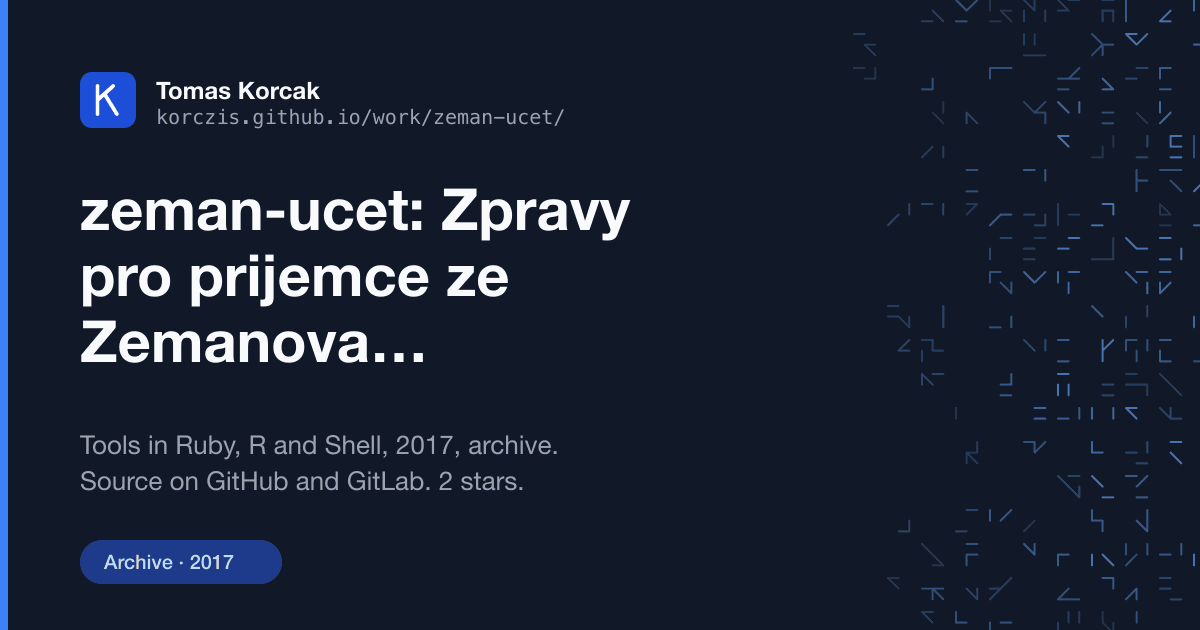 K
Tomas Korcak
korczis.github.io/work/zeman-ucet/
zeman-ucet: Zpravy
pro prijemce ze
Zemanova…
Tools in Ruby, R and Shell, 2017, archive.
Source on GitHub and GitLab. 2 stars.
Archive · 2017